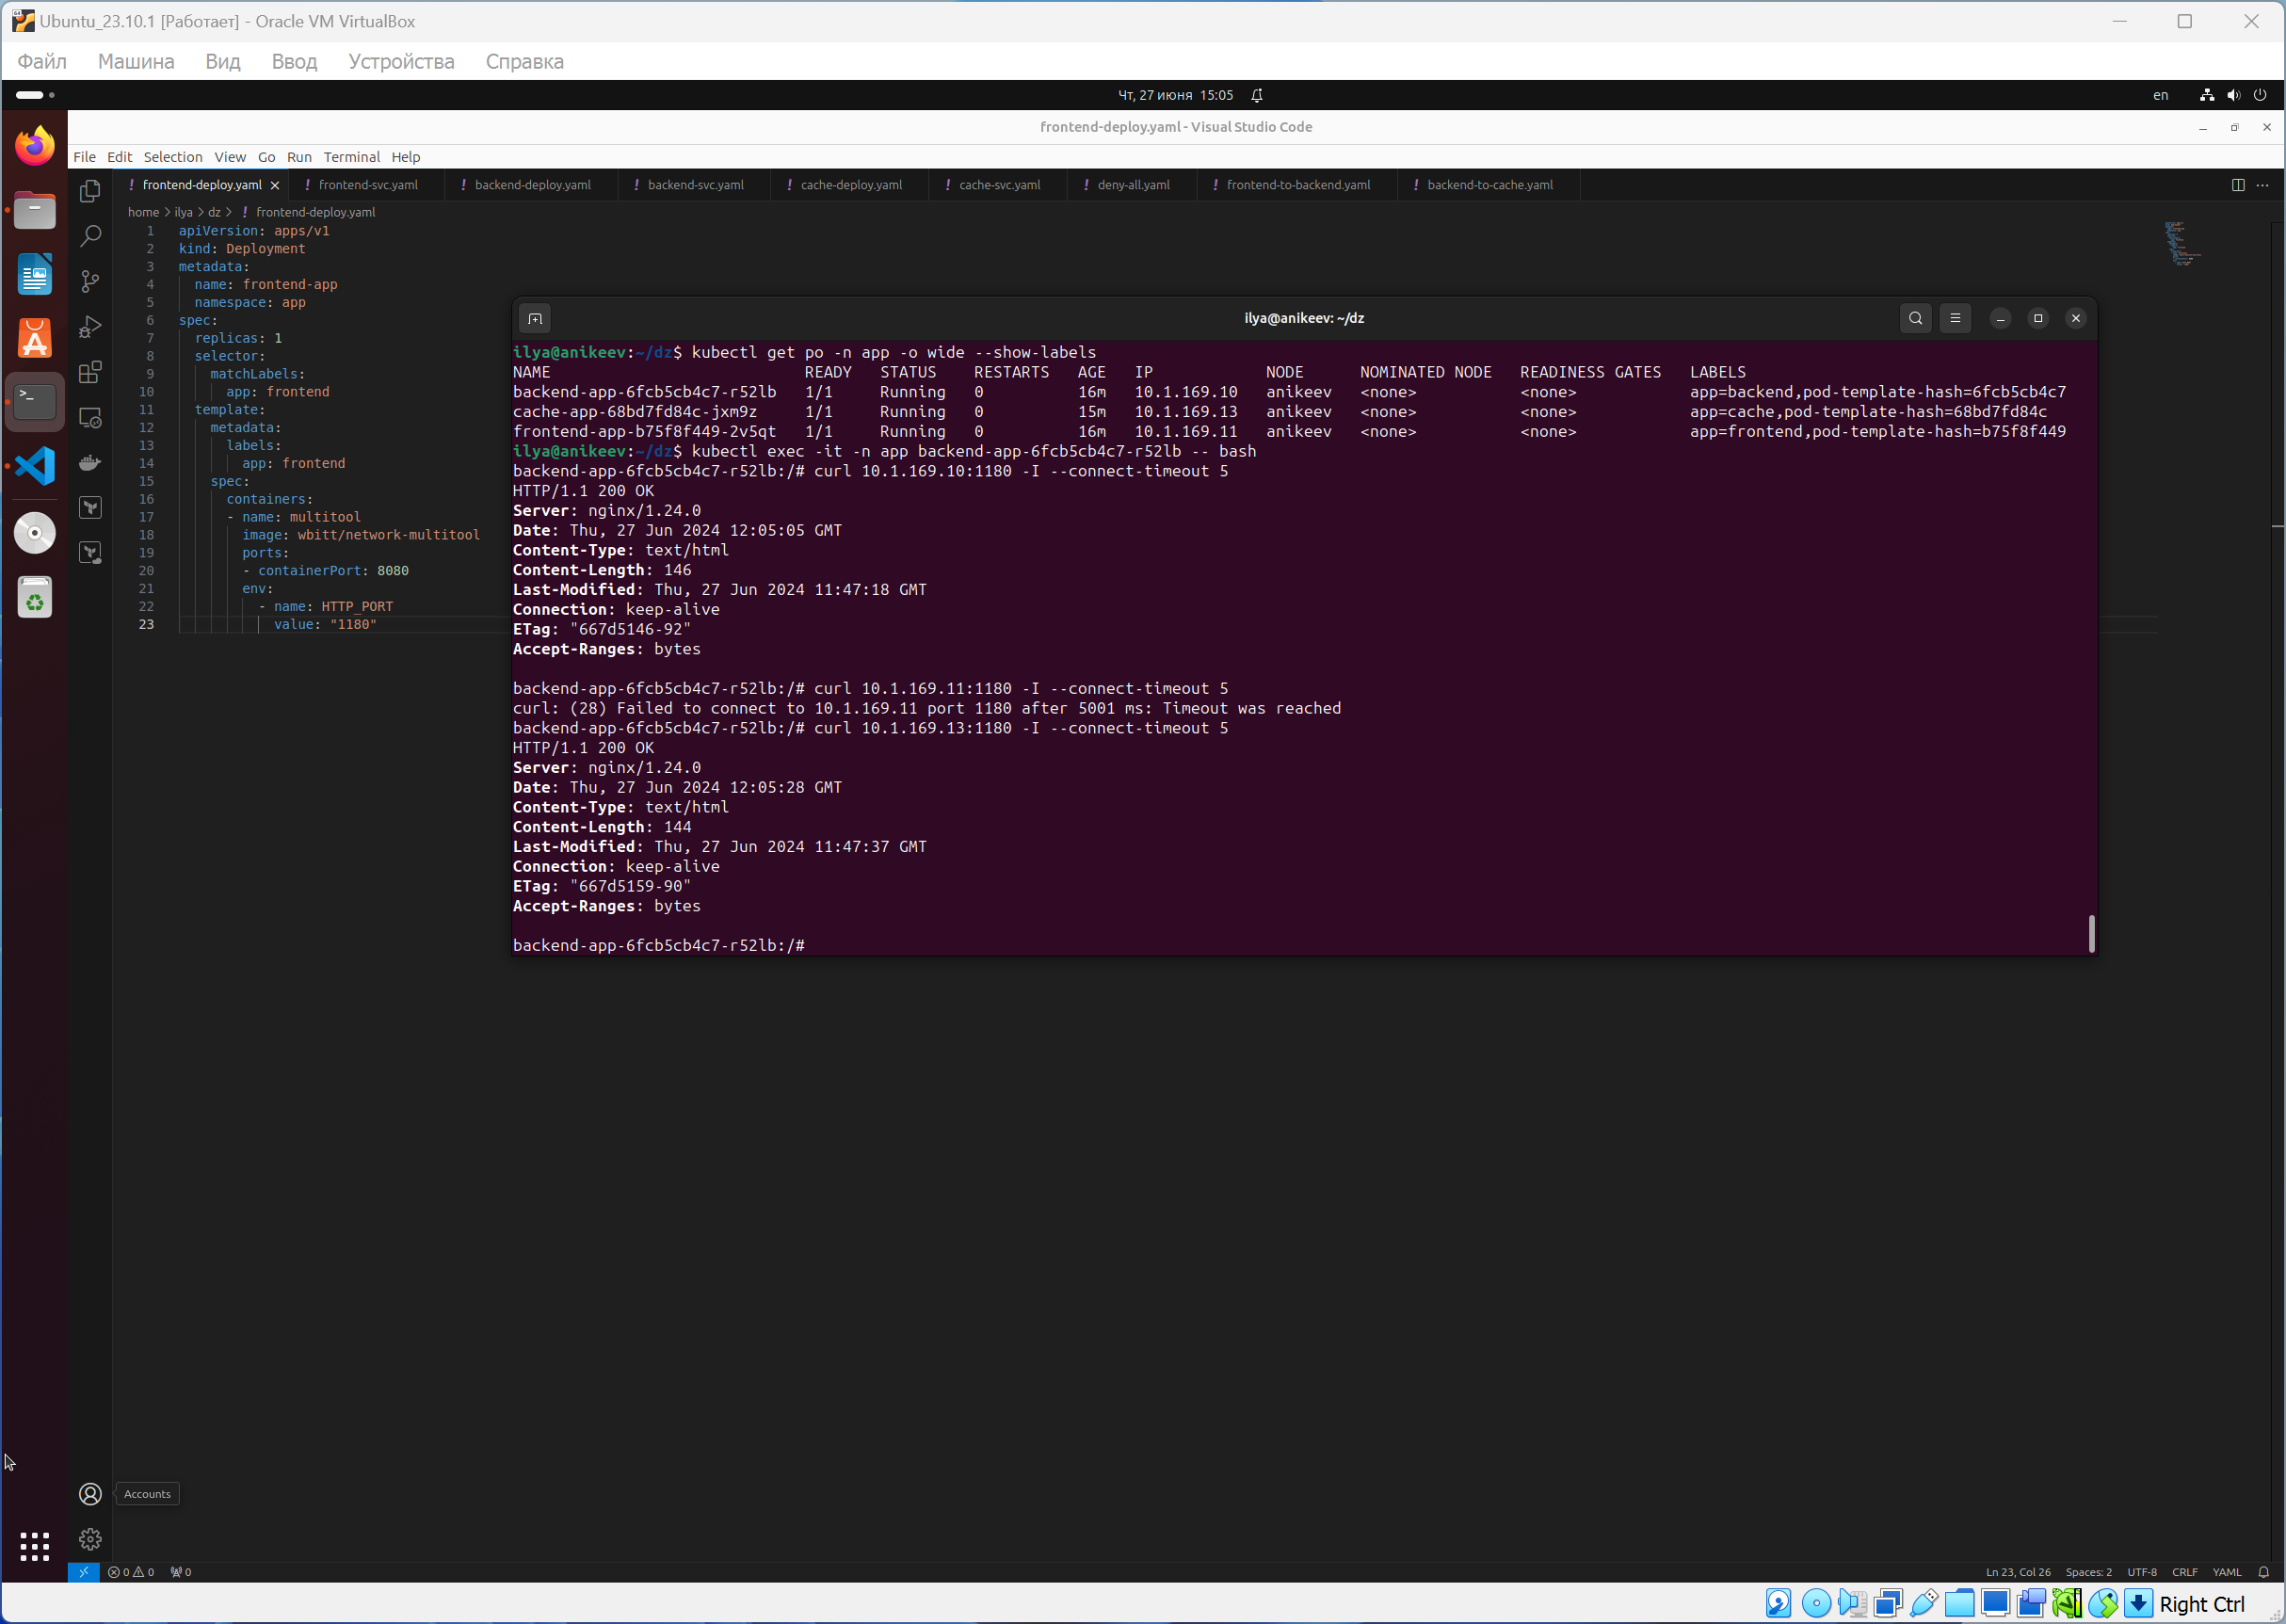 Ubuntu_23.10.1 [Работает] - Oracle VM VirtualBox
Файл Машина Вид Ввод Устройства Справка
Чт, 27 июня 15:05
en
frontend-deploy.yaml - Visual Studio Code
File Edit Selection View Go Run Terminal Help
! frontend-deploy.yaml ! frontend-svc.yaml ! backend-deploy.yaml ! backend-svc.yaml ! cache-deploy.yaml ! cache-svc.yaml ! deny-all.yaml ! frontend-to-backend.yaml ! backend-to-cache.yaml
home > ilya > dz > ! frontend-deploy.yaml
1 apiVersion: apps/v1
2 kind: Deployment
3 metadata:
4 name: frontend-app
5 namespace: app
6 spec:
7 replicas: 1
8 selector:
9 matchLabels:
10 app: frontend
11 template:
12 metadata:
13 labels:
14 app: frontend
15 spec:
16 containers:
17 - name: multitool
18 image: wbitt/network-multitool
19 ports:
20 - containerPort: 8080
21 env:
22 - name: HTTP_PORT
23 value: "1180"
ilya@anikeev: ~/dz
ilya@anikeev:~/dz$ kubectl get po -n app -o wide --show-labels
NAME READY STATUS RESTARTS AGE IP NODE NOMINATED NODE READINESS GATES LABELS
backend-app-6fcb5cb4c7-r52lb 1/1 Running 0 16m 10.1.169.10 anikeev <none> <none> app=backend,pod-template-hash=6fcb5cb4c7
cache-app-68bd7fd84c-jxm9z 1/1 Running 0 15m 10.1.169.13 anikeev <none> <none> app=cache,pod-template-hash=68bd7fd84c
frontend-app-b75f8f449-2v5qt 1/1 Running 0 16m 10.1.169.11 anikeev <none> <none> app=frontend,pod-template-hash=b75f8f449
ilya@anikeev:~/dz$ kubectl exec -it -n app backend-app-6fcb5cb4c7-r52lb -- bash
backend-app-6fcb5cb4c7-r52lb:/# curl 10.1.169.10:1180 -I --connect-timeout 5
HTTP/1.1 200 OK
Server: nginx/1.24.0
Date: Thu, 27 Jun 2024 12:05:05 GMT
Content-Type: text/html
Content-Length: 146
Last-Modified: Thu, 27 Jun 2024 11:47:18 GMT
Connection: keep-alive
ETag: "667d5146-92"
Accept-Ranges: bytes
backend-app-6fcb5cb4c7-r52lb:/# curl 10.1.169.11:1180 -I --connect-timeout 5
curl: (28) Failed to connect to 10.1.169.11 port 1180 after 5001 ms: Timeout was reached
backend-app-6fcb5cb4c7-r52lb:/# curl 10.1.169.13:1180 -I --connect-timeout 5
HTTP/1.1 200 OK
Server: nginx/1.24.0
Date: Thu, 27 Jun 2024 12:05:28 GMT
Content-Type: text/html
Content-Length: 144
Last-Modified: Thu, 27 Jun 2024 11:47:37 GMT
Connection: keep-alive
ETag: "667d5159-90"
Accept-Ranges: bytes
backend-app-6fcb5cb4c7-r52lb:/#
Accounts
0 0 0
Ln 23, Col 26 Spaces: 2 UTF-8 CRLF YAML
Right Ctrl